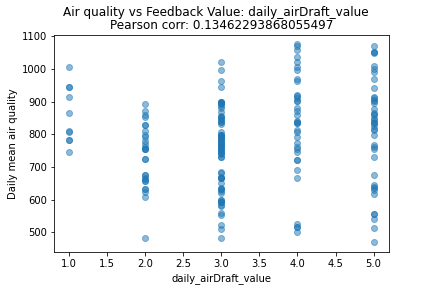 Air quality vs Feedback Value: daily_airDraft_value
Pearson corr: 0.13462293868055497
1100
1000
900
800
700
600
500
Daily mean air quality
1.0 1.5 2.0 2.5 3.0 3.5 4.0 4.5 5.0
daily_airDraft_value